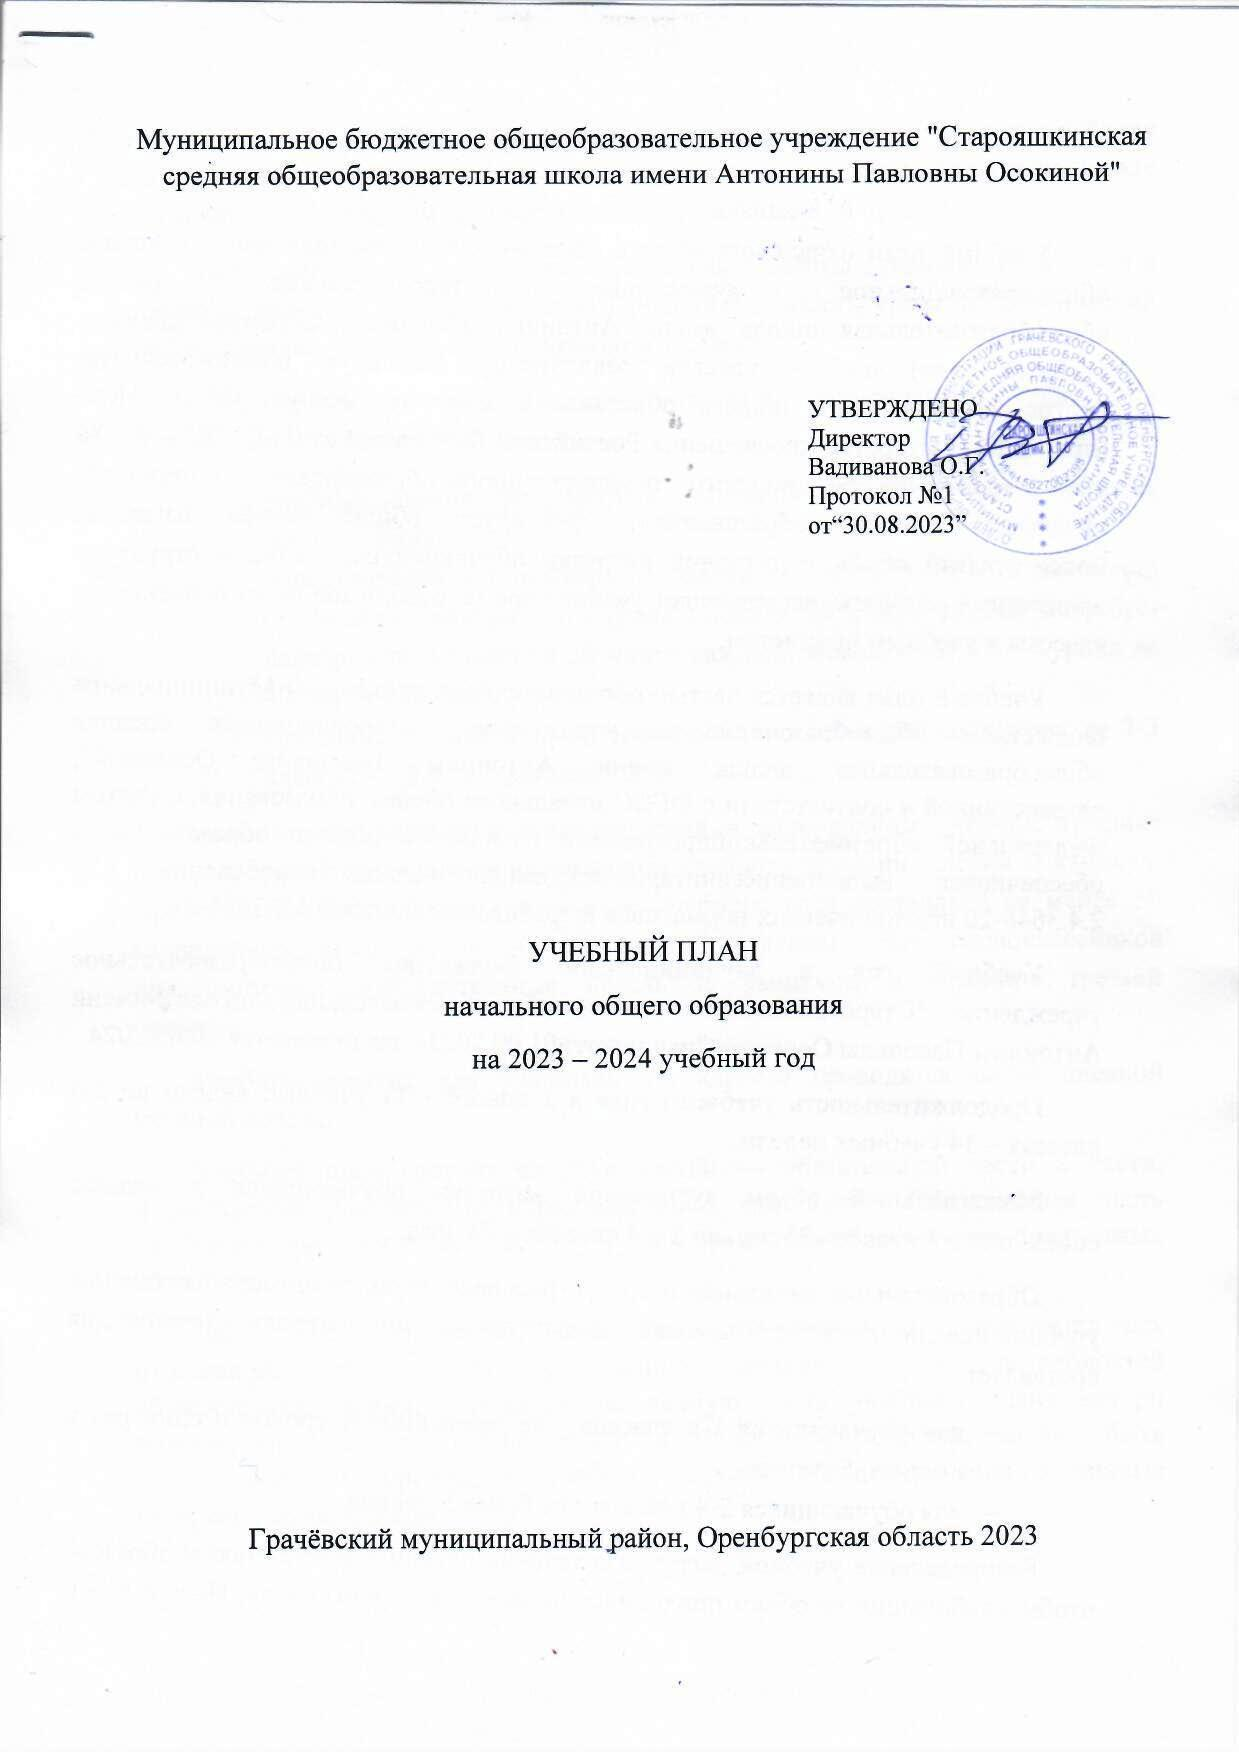 Муниципальное бюджетное общеобразовательное учреждение "Старояшкинская
средняя общеобразовательная школа имени Антонины Павловны Осокиной"
УТВЕРЖДЕНО
Директор
Вадиванова О.Г.
Протокол №1
от“30.08.2023”
УЧЕБНЫЙ ПЛАН
начального общего образования
на 2023 – 2024 учебный год
Грачёвский муниципальный район, Оренбургская область 2023